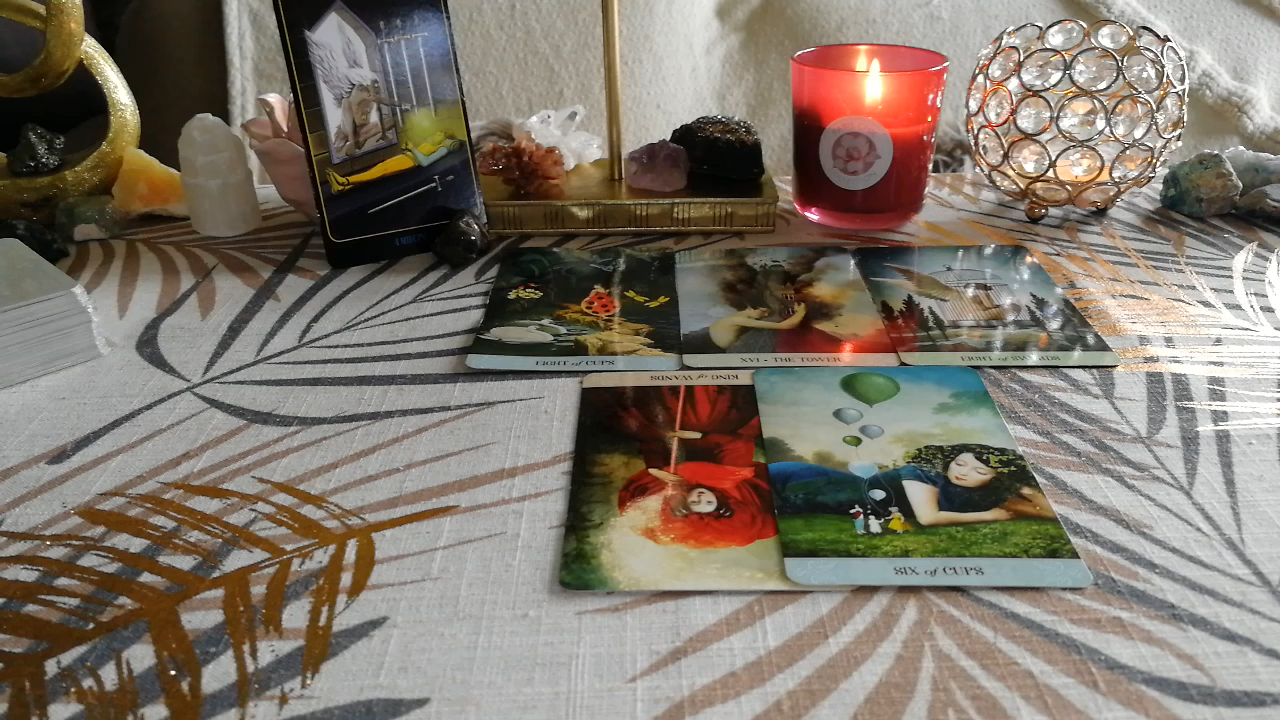 EIGHT of CUPS
XVI • THE TOWER
EIGHT of SWORDS
KING of WANDS
SIX of CUPS